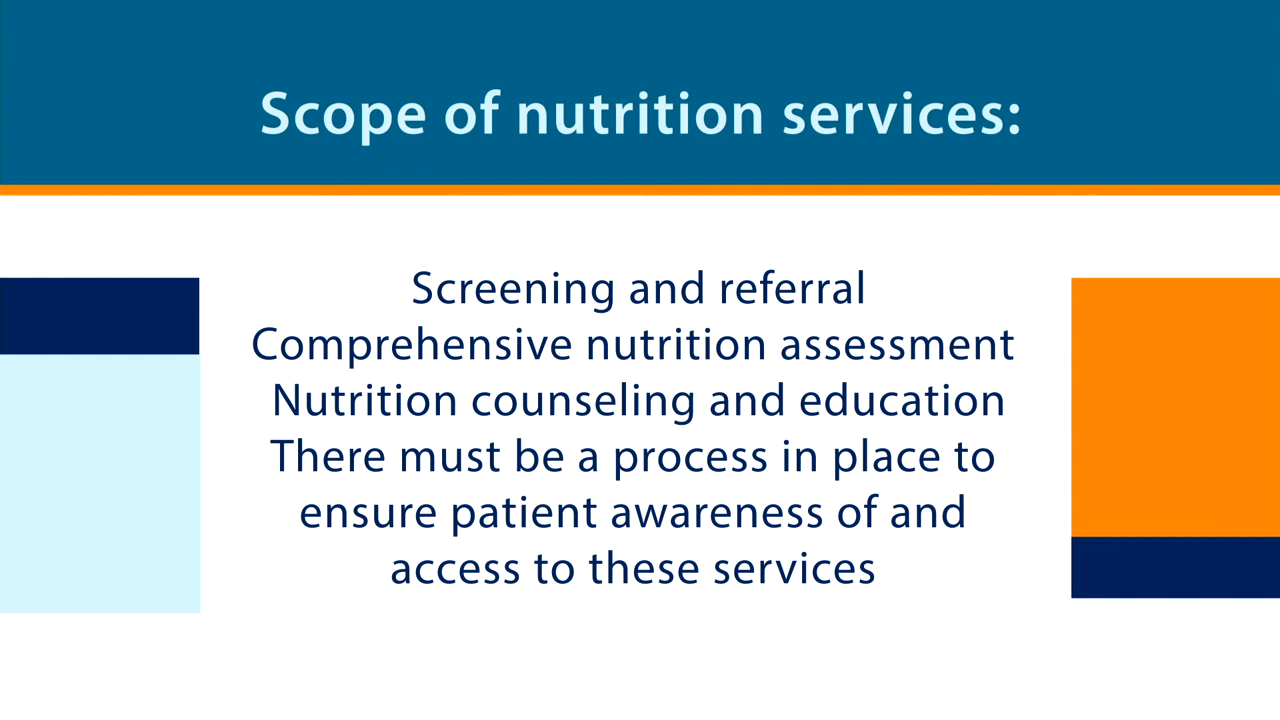 Scope of nutrition services:
Screening and referral
Comprehensive nutrition assessment
Nutrition counseling and education
There must be a process in place to
ensure patient awareness of and
access to these services